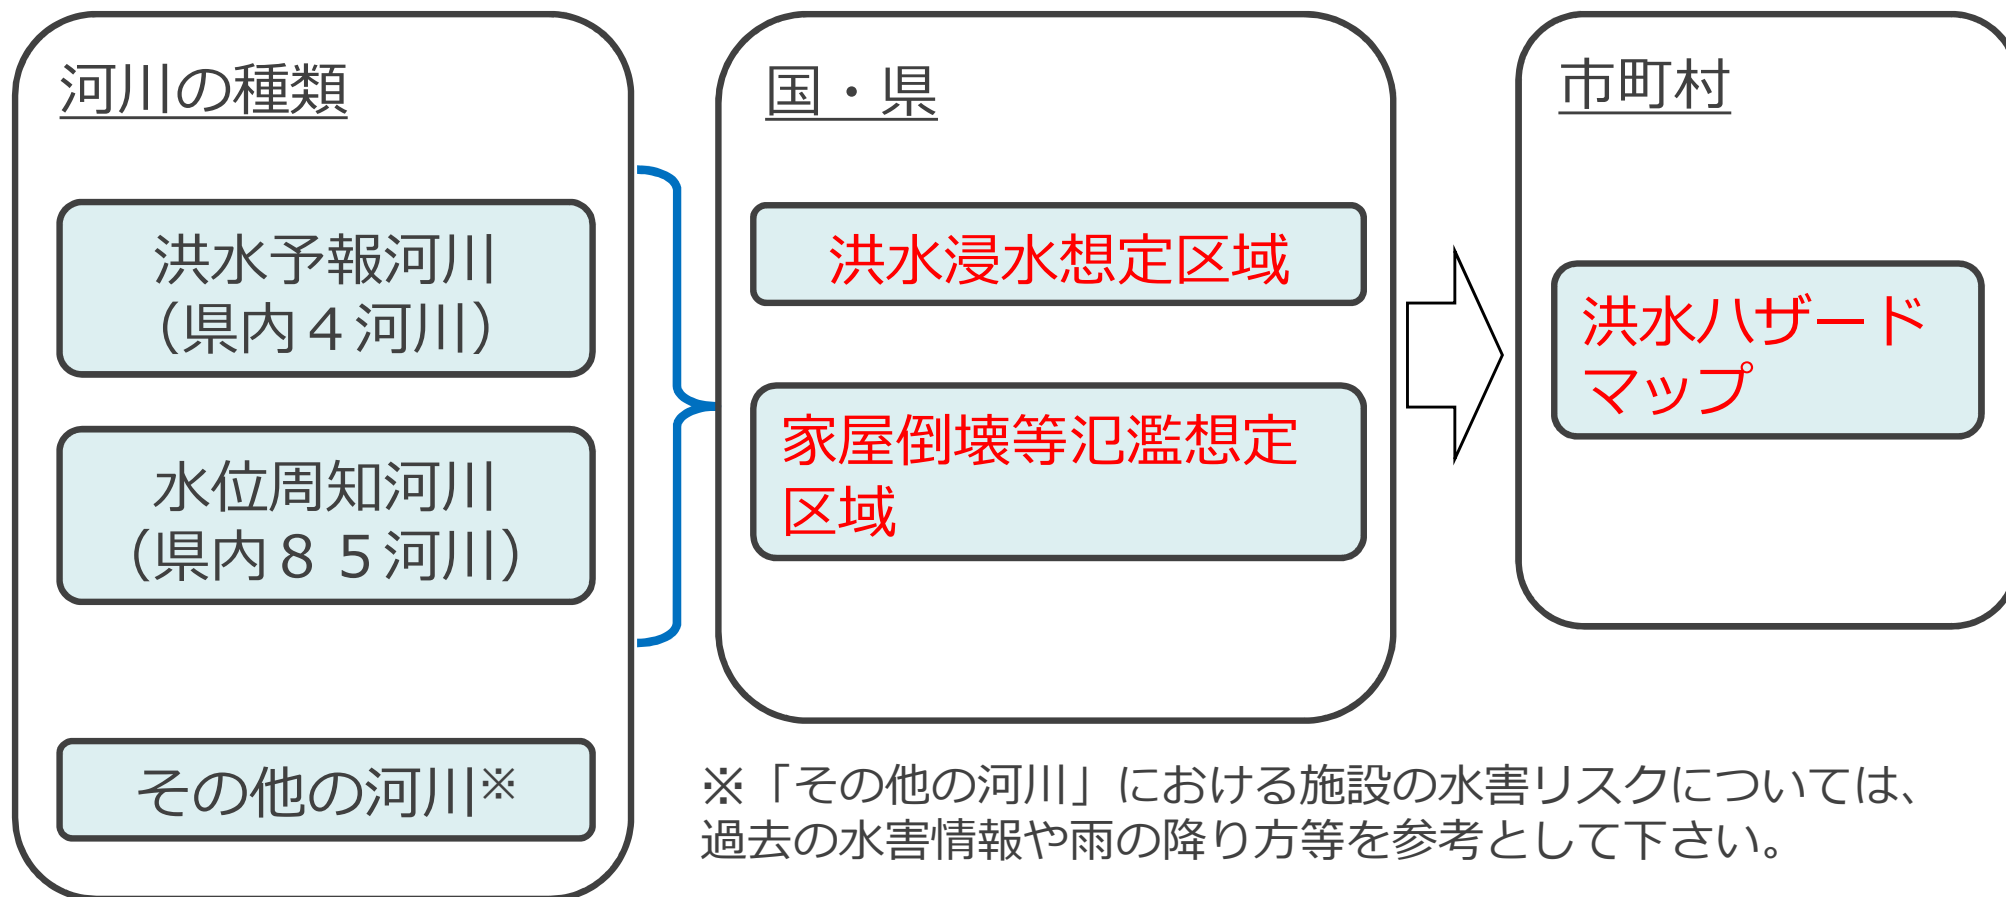 河川の種類
洪水予報河川
（県内４河川）
水位周知河川
（県内８５河川）
その他の河川※
国・県
洪水浸水想定区域
家屋倒壊等氾濫想定
区域
市町村
洪水ハザード
マップ
※「その他の河川」における施設の水害リスクについては、
過去の水害情報や雨の降り方等を参考として下さい。